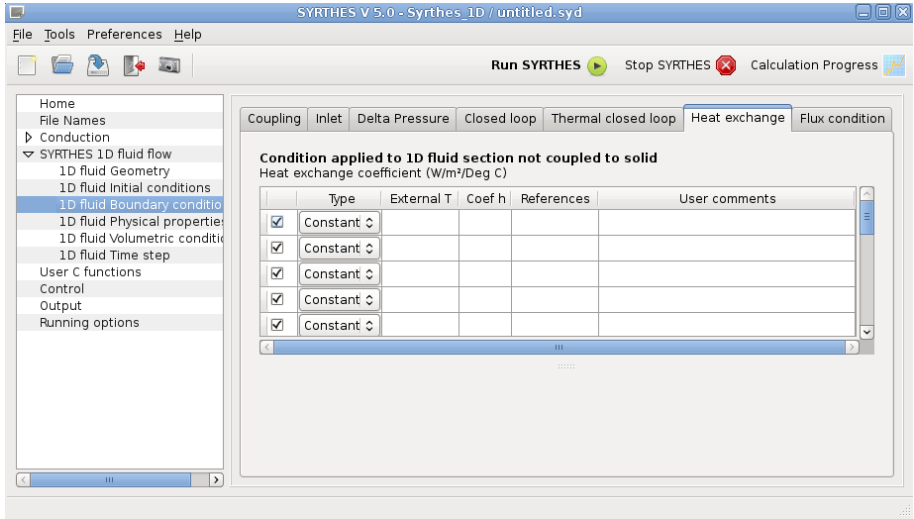 SYRTHES V 5.0 - Syrthes_1D / untitled.syd
File Tools Preferences Help
Run SYRTHES Stop SYRTHES Calculation Progress
Home
File Names
Conduction
SYRTHES 1D fluid flow
1D fluid Geometry
1D fluid Initial conditions
1D fluid Boundary conditio
1D fluid Physical propertie
1D fluid Volumetric conditi
1D fluid Time step
User C functions
Control
Output
Running options
Coupling Inlet Delta Pressure Closed loop Thermal closed loop Heat exchange Flux condition
Condition applied to 1D fluid section not coupled to solid
Heat exchange coefficient (W/m²/Deg C)
Type External T Coef h References User comments
Constant
Constant
Constant
Constant
Constant